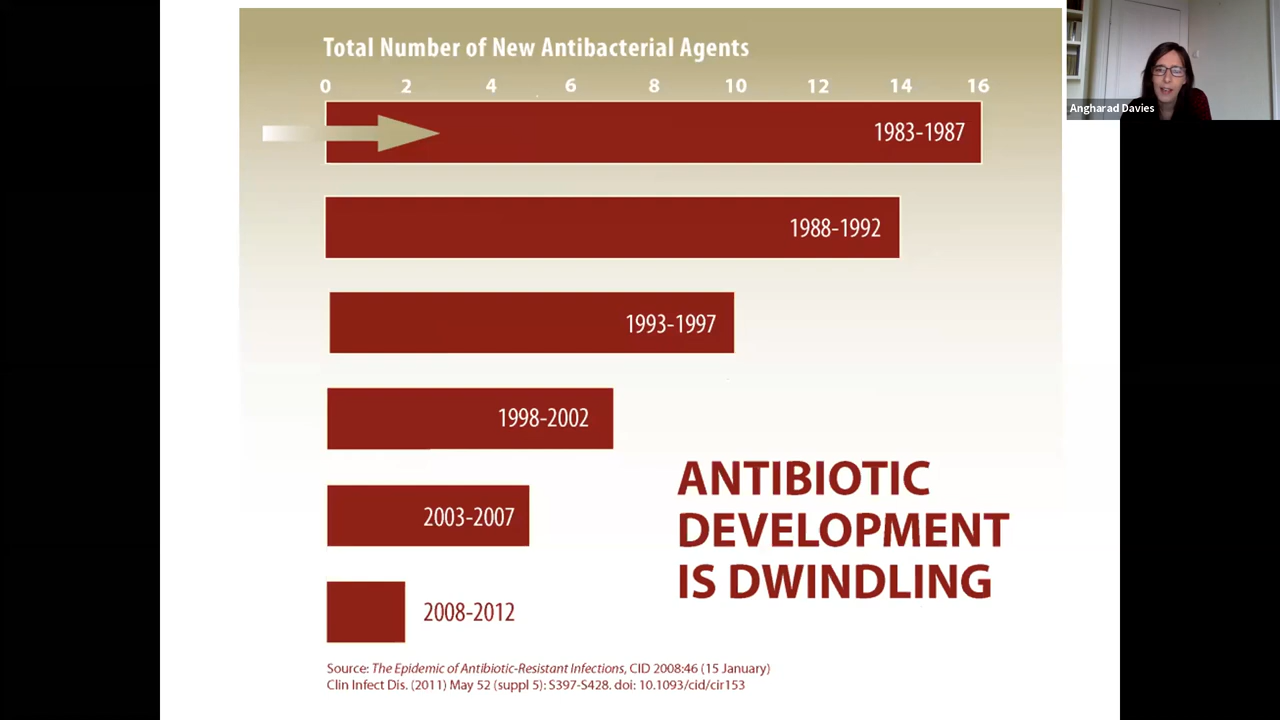 Total Number of New Antibacterial Agents
0 2 4 6 8 10 12 14 16
Angharad Davies
1983-1987
1988-1992
1993-1997
1998-2002
2003-2007
2008-2012
ANTIBIOTIC
DEVELOPMENT
IS DWINDLING
Source: The Epidemic of Antibiotic-Resistant Infections, CID 2008:46 (15 January)
Clin Infect Dis. (2011) May 52 (suppl 5): S397-S428. doi: 10.1093/cid/cir153